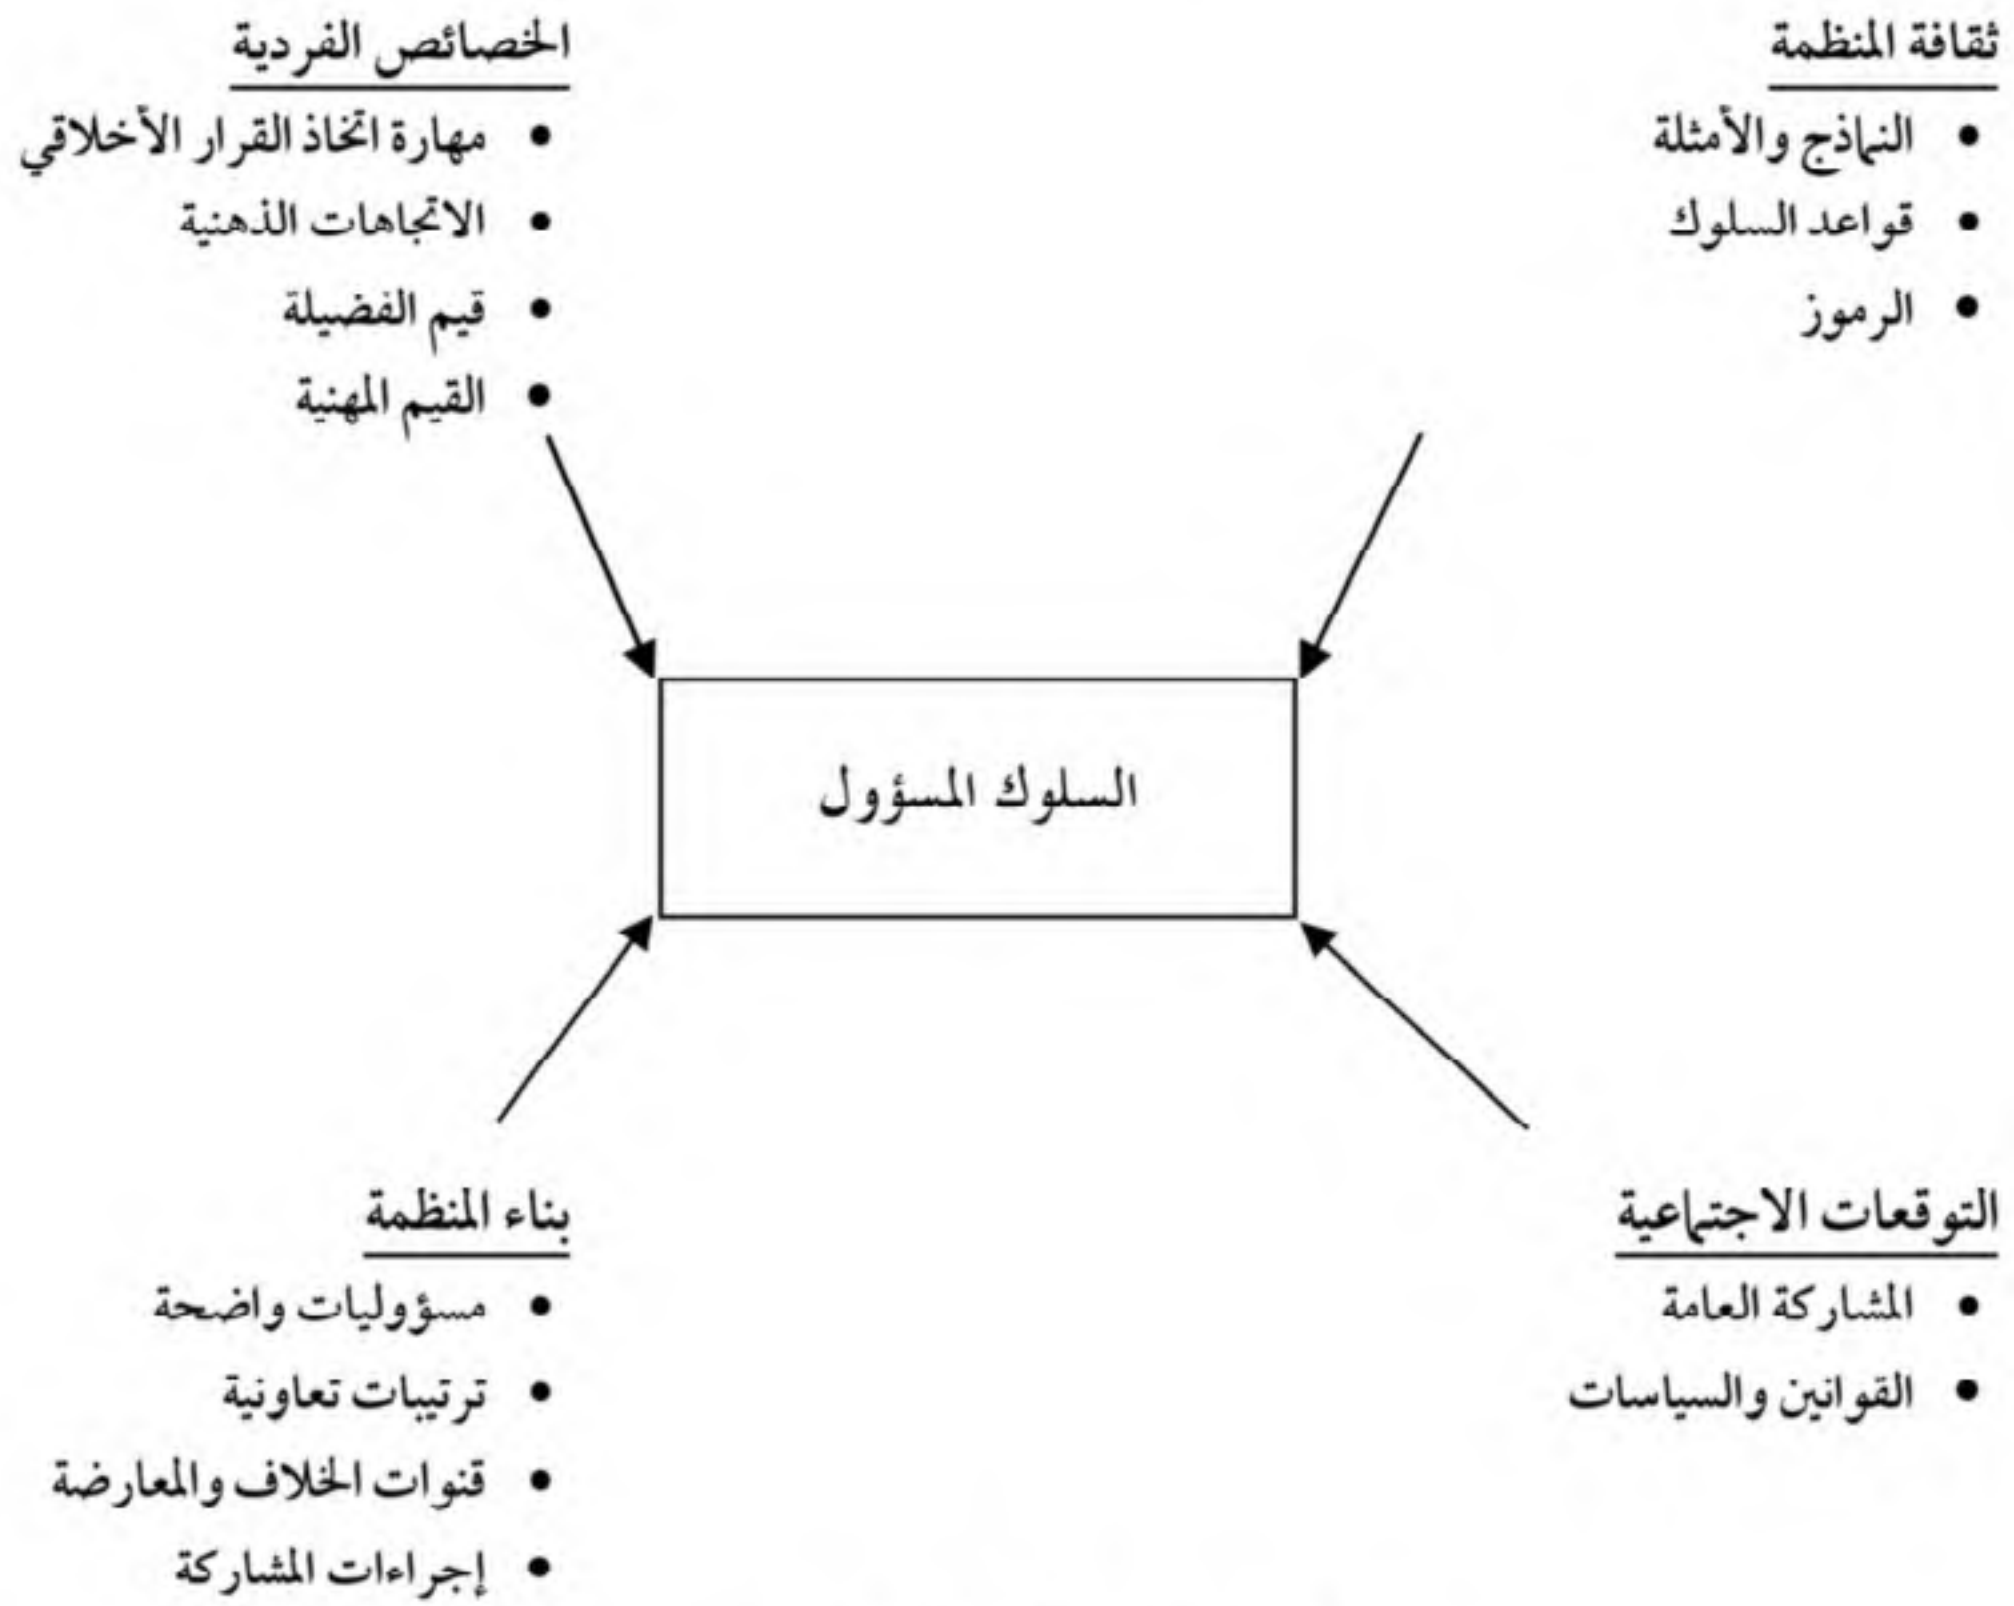 ثقافة المنظمة
• النماذج والأمثلة
• قواعد السلوك
• الرموز
الخصائص الفردية
• مهارة اتخاذ القرار الأخلاقي
• الاتجاهات الذهنية
• قيم الفضيلة
• القيم المهنية
السلوك المسؤول
التوقعات الاجتماعية
• المشاركة العامة
• القوانين والسياسات
بناء المنظمة
• مسؤوليات واضحة
• ترتيبات تعاونية
• قنوات الخلاف والمعارضة
• إجراءات المشاركة